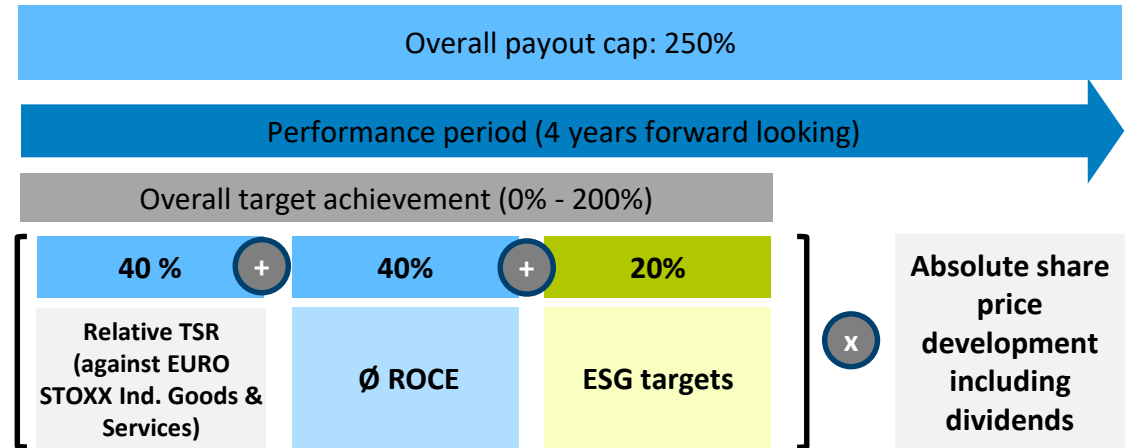 Overall payout cap: 250%
Performance period (4 years forward looking)
Overall target achievement (0% - 200%)
40 %
+
40%
+
20%
Relative TSR
(against EURO
STOXX Ind. Goods &
Services)
Ø ROCE
ESG targets
x
Absolute share
price
development
including
dividends